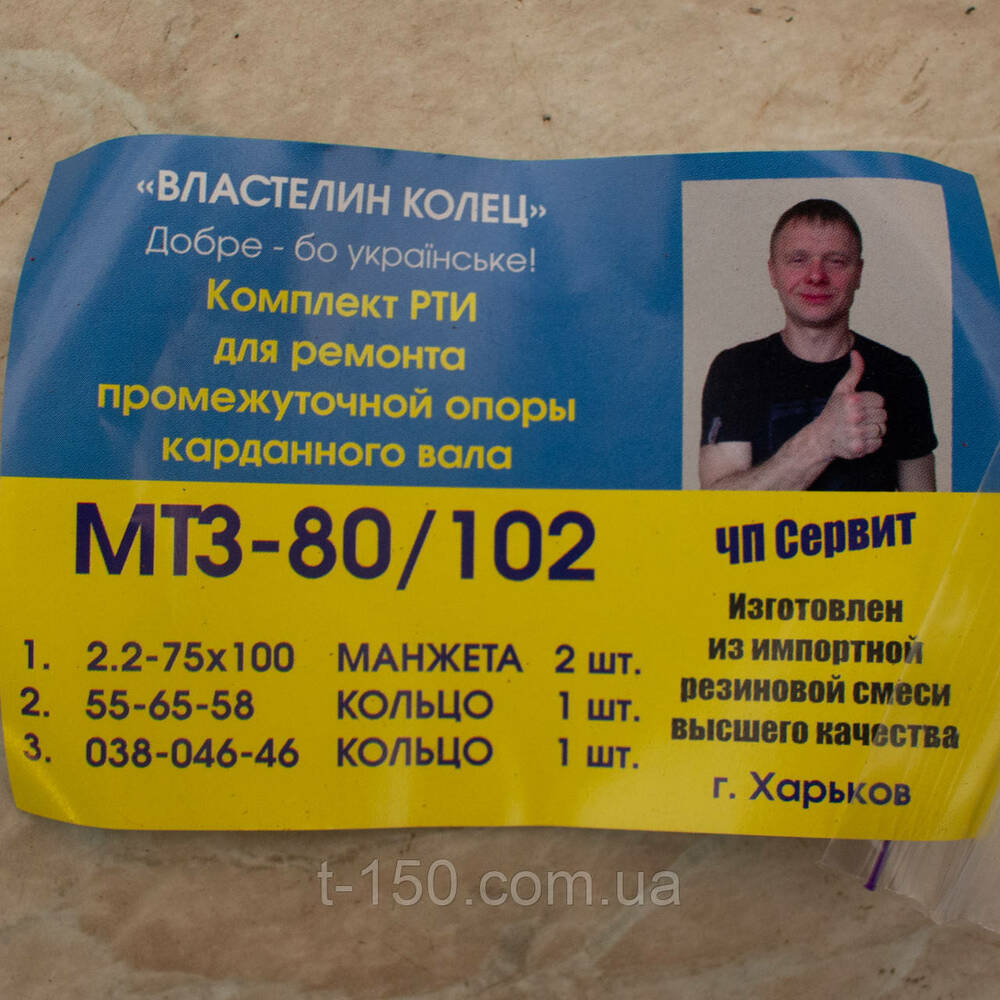 «ВЛАСТЕЛИН КОЛЕЦ»
Добре - бо українське!
Комплект РТИ
для ремонта
промежуточной опоры
карданного вала
МТЗ-80/102
1. 2.2-75х100 МАНЖЕТА 2 шт.
2. 55-65-58 КОЛЬЦО 1 шт.
3. 038-046-46 КОЛЬЦО 1 шт.
ЧП Сервит
Изготовлен
из импортной
резиновой смеси
высшего качества
г. Харьков
t-150.com.ua